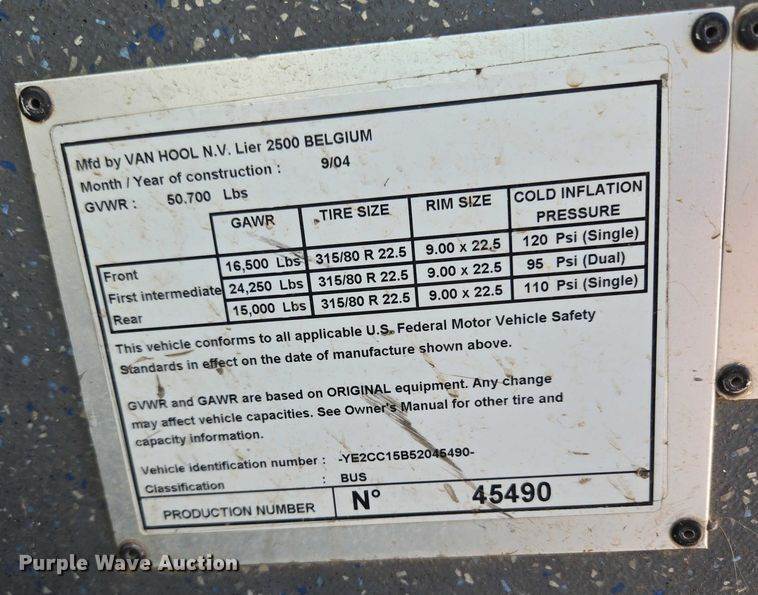 Mfd by VAN HOOL N.V. Lier 2500 BELGIUM
Month / Year of construction : 9/04
GVWR : 50.700 Lbs
GAWR TIRE SIZE RIM SIZE COLD INFLATION PRESSURE
Front 16,500 Lbs 315/80 R 22.5 9.00 x 22.5 120 Psi (Single)
First intermediate 24,250 Lbs 315/80 R 22.5 9.00 x 22.5 95 Psi (Dual)
Rear 15,000 Lbs 315/80 R 22.5 9.00 x 22.5 110 Psi (Single)
This vehicle conforms to all applicable U.S. Federal Motor Vehicle Safety
Standards in effect on the date of manufacture shown above.
GVWR and GAWR are based on ORIGINAL equipment. Any change
may affect vehicle capacities. See Owner's Manual for other tire and
capacity information.
Vehicle identification number : -YE2CC15B52045490-
Classification : BUS
PRODUCTION NUMBER N° 45490
Purple Wave Auction